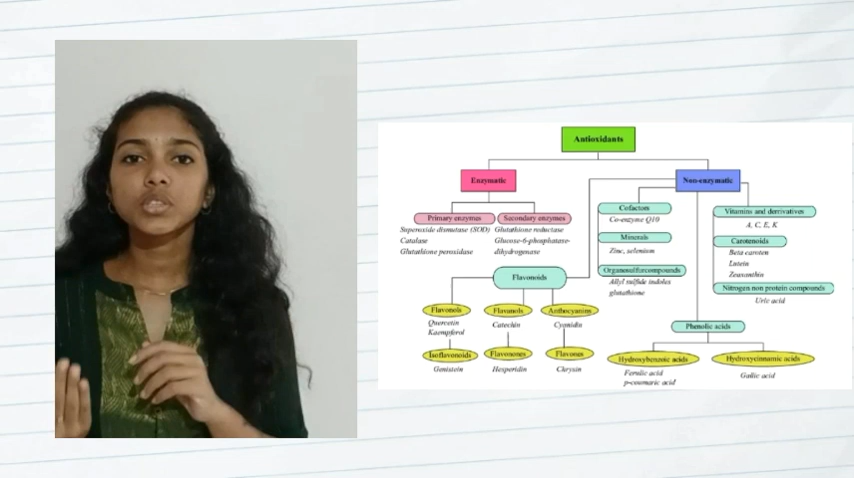 Antioxidants
Enzymatic
Non-enzymatic
Primary enzymes
Superoxide dismutase (SOD)
Catalase
Glutathione peroxidase
Secondary enzymes
Glutathione reductase
Glucose-6-phosphatase-
dihydrogenase
Cofactors
Co-enzyme Q10
Minerals
Zinc, selenium
Organosulfurcompounds
Allyl sulfide indoles
glutathione
Vitamins and derivatives
A, C, E, K
Carotenoids
Beta caroten
Lutein
Zeaxanthin
Nitrogen non protein compounds
Uric acid
Flavonoids
Flavonols
Quercetin
Kaempferol
Flavanols
Catechin
Anthocyanins
Cyanidin
Isoflavonoids
Genistein
Flavonones
Hesperidin
Flavones
Chrysin
Phenolic acids
Hydroxybenzoic acids
Ferulic acid
p-coumaric acid
Hydroxycinnamic acids
Gallic acid